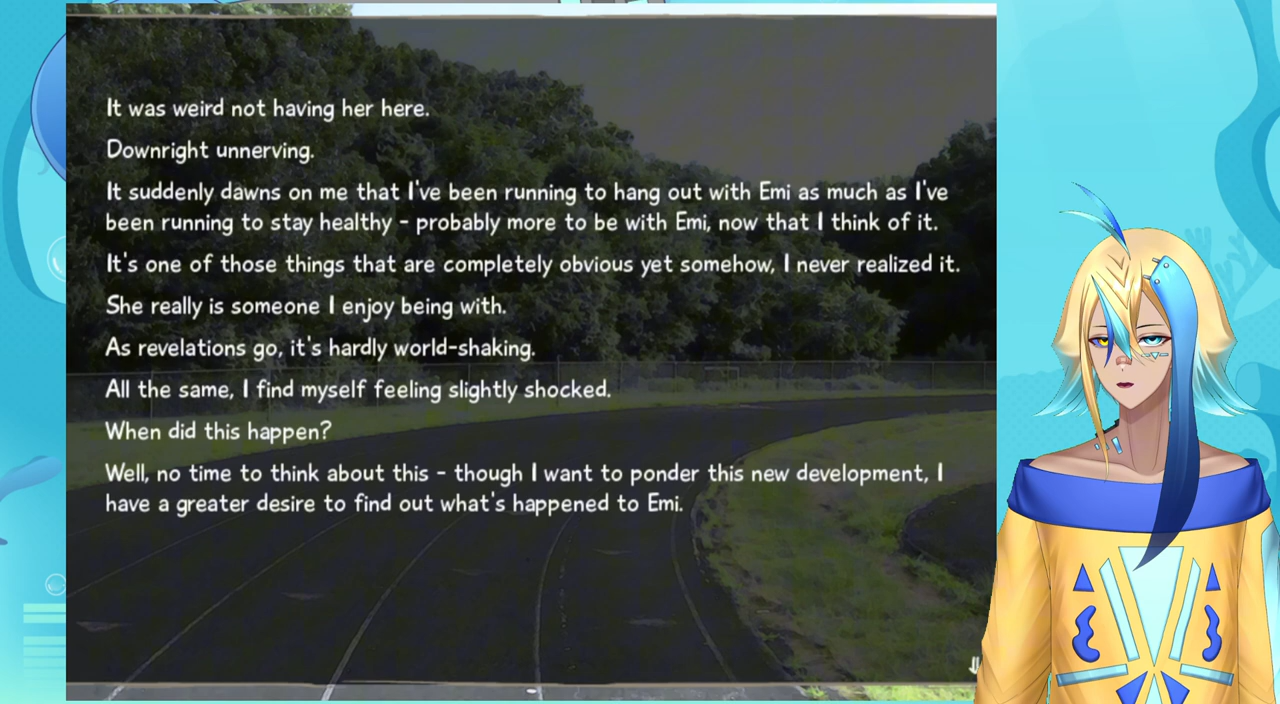 It was weird not having her here.
Downright unnerving.
It suddenly dawns on me that I've been running to hang out with Emi as much as I've
been running to stay healthy - probably more to be with Emi, now that I think of it.
It's one of those things that are completely obvious yet somehow, I never realized it.
She really is someone I enjoy being with.
As revelations go, it's hardly world-shaking.
All the same, I find myself feeling slightly shocked.
When did this happen?
Well, no time to think about this - though I want to ponder this new development, I
have a greater desire to find out what's happened to Emi.